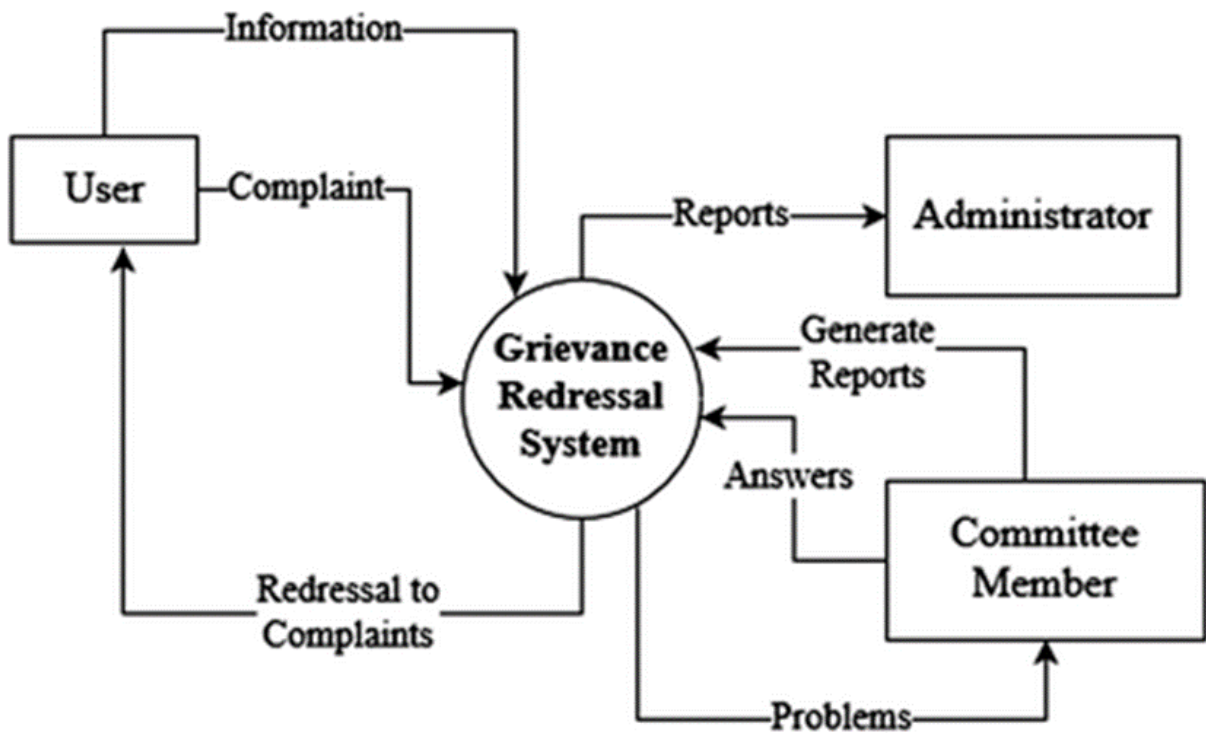 Information
User
Complaint
Reports
Administrator
Grievance
Redressal
System
Generate
Reports
Answers
Committee
Member
Redressal to
Complaints
Problems